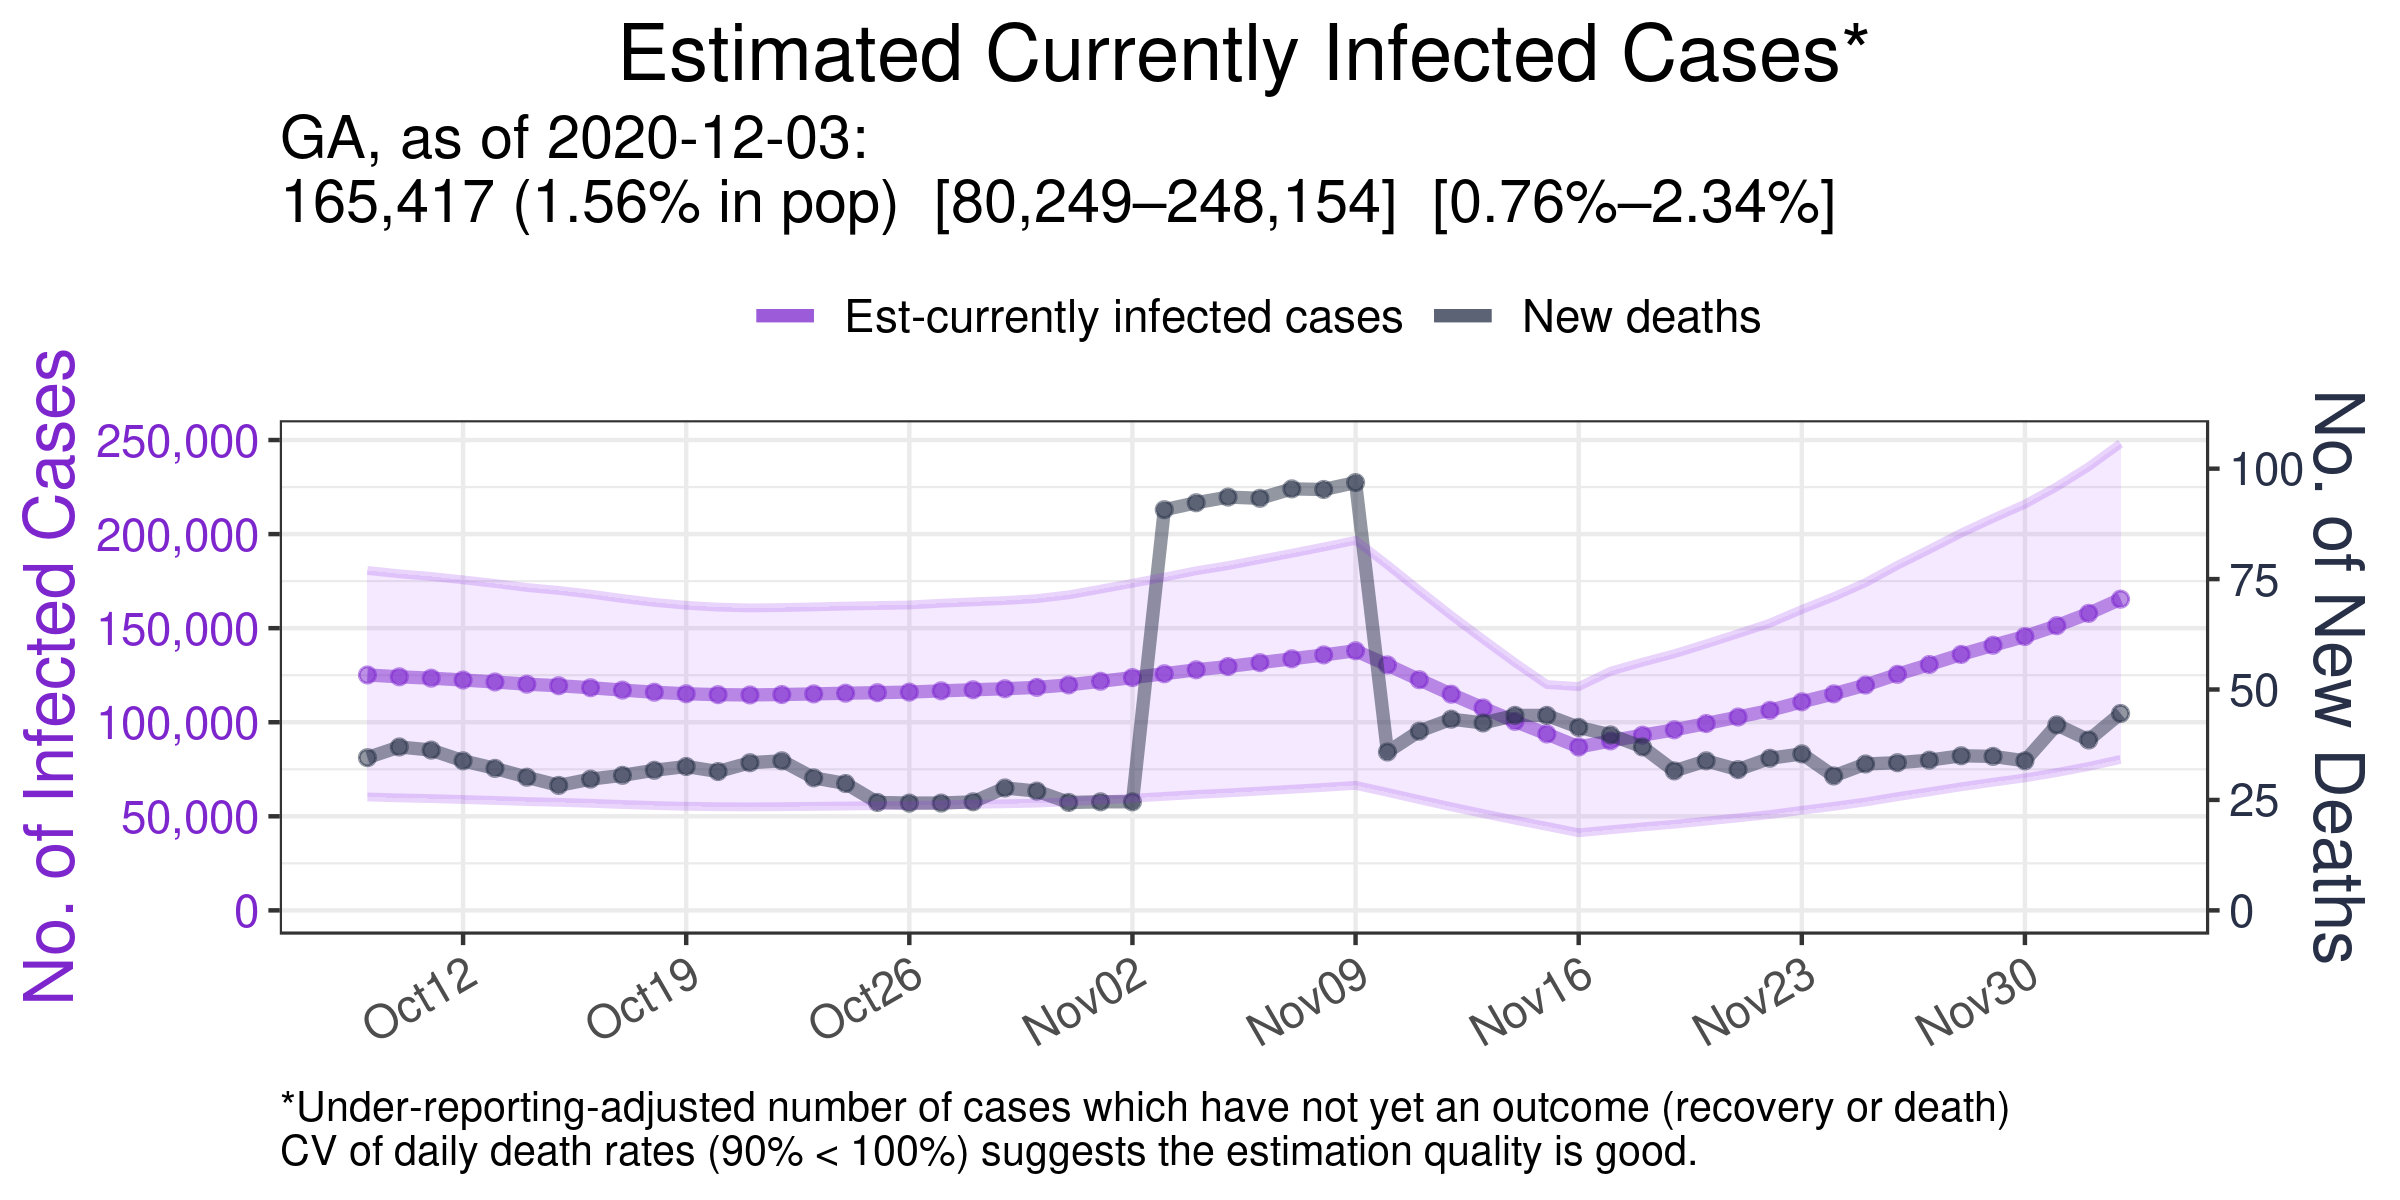 Estimated Currently Infected Cases*
GA, as of 2020-12-03:
165,417 (1.56% in pop)  [80,249–248,154]  [0.76%–2.34%]
Est-currently infected cases
New deaths
No. of Infected Cases
250,000
200,000
150,000
100,000
50,000
0
No. of New Deaths
100
75
50
25
0
Oct12
Oct19
Oct26
Nov02
Nov09
Nov16
Nov23
Nov30
*Under-reporting-adjusted number of cases which have not yet an outcome (recovery or death)
CV of daily death rates (90% < 100%) suggests the estimation quality is good.